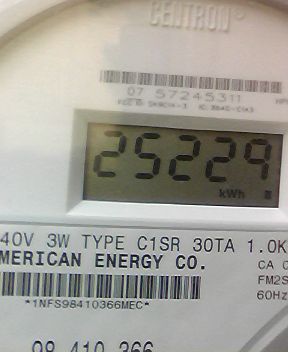 CENTRON®
07 57245311
25229
kWh
40V 3W TYPE C1SR 30TA 1.0K
MERICAN ENERGY CO.
CA 0
FM2S
60Hz
*1NFS98410366MEC*
98 410 366